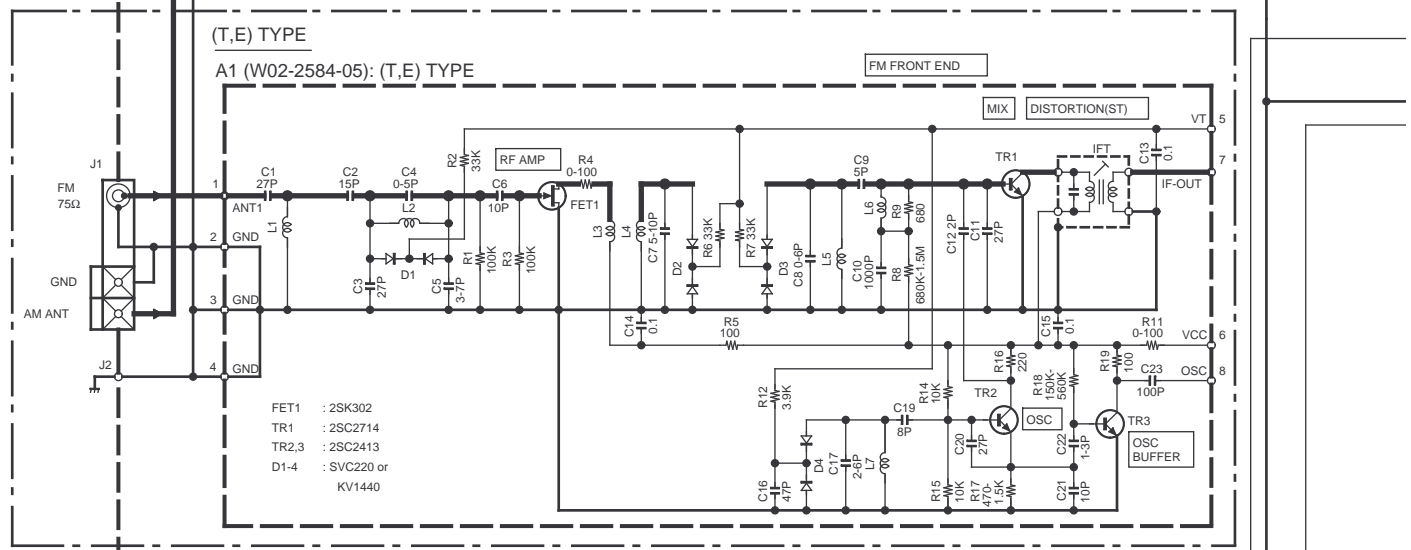 (T,E) TYPE
A1 (W02-2584-05): (T,E) TYPE
FM FRONT END
MIX
DISTORTION(ST)
VT 5
J1
FM
75Ω
GND
AM ANT
J2
1
ANT1
2 GND
3 GND
4 GND
C1
27P
L1
C2
15P
C4
0-5P
L2
D1
C3
27P
C5
3-7P
R2
33K
R1
100K
C6
10P
R3
100K
RF AMP
FET1
R4
0-100
L3
L4
C7 5-10P
D2
R6 33K
R7 33K
D3
C8 0-6P
L5
C9
5P
L6
C10
1000P
R9
680
R8
680K-1.5M
C12 2P
C11
27P
TR1
IFT
C13
0.1
7
IF-OUT
C14
0.1
R5
100
C15
0.1
R11
0-100
VCC 6
OSC 8
R12
3.9K
C16
47P
D4
C17
2-6P
L7
C19
8P
R14
10K
R15
10K
C20
27P
R16
220
TR2
OSC
R17
470-
1.5K
R18
150K-
560K
C22
1-3P
C21
10P
R19
100
C23
100P
TR3
OSC
BUFFER
FET1 : 2SK302
TR1 : 2SC2714
TR2,3 : 2SC2413
D1-4 : SVC220 or
KV1440